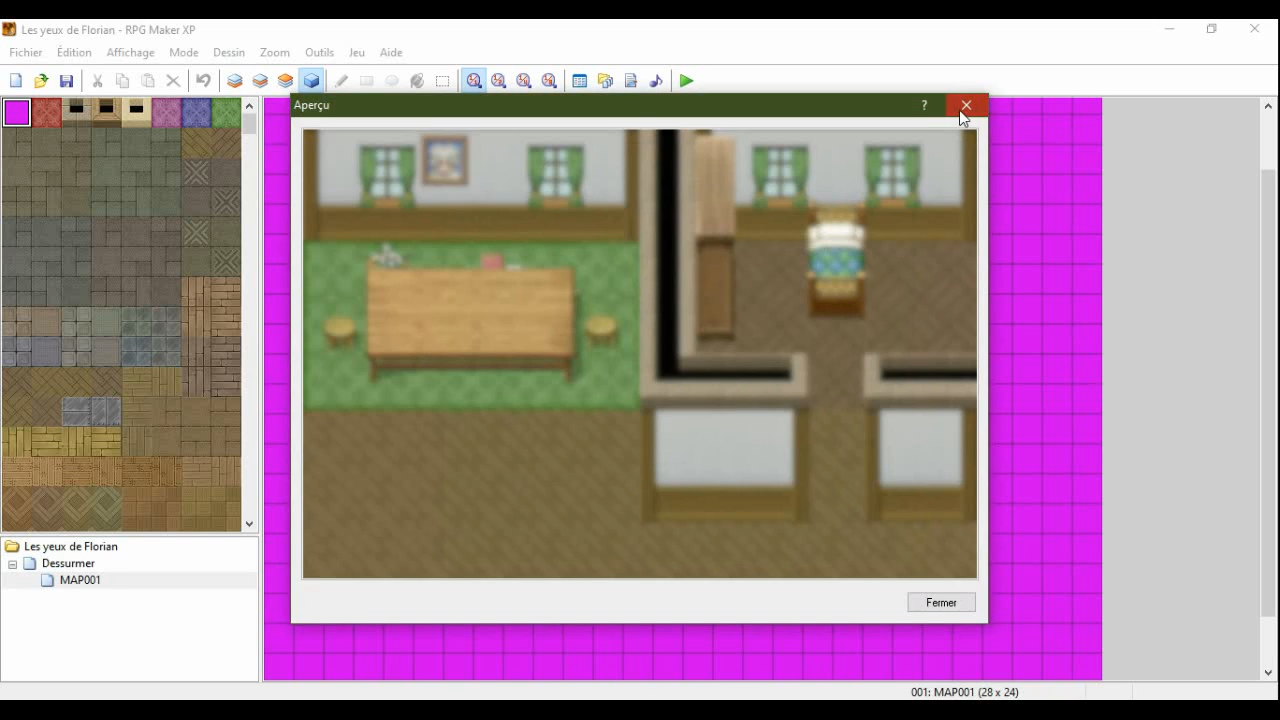 Les yeux de Florian - RPG Maker XP
Fichier Édition Affichage Mode Dessin Zoom Outils Jeu Aide
Aperçu
Fermer
Les yeux de Florian
Dessurmer
MAP001
001: MAP001 (28 x 24)